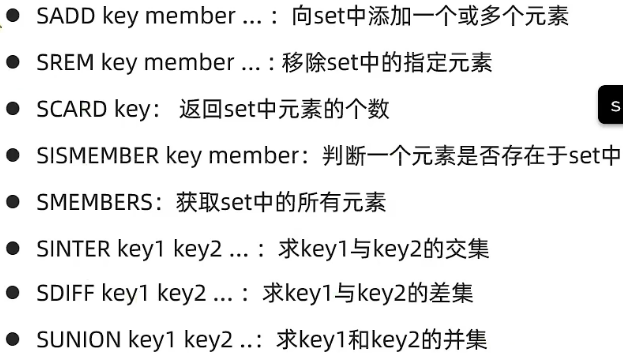 ● SADD key member ... ：向set中添加一个或多个元素
● SREM key member ... : 移除set中的指定元素
● SCARD key： 返回set中元素的个数
● SISMEMBER key member：判断一个元素是否存在于set中
● SMEMBERS：获取set中的所有元素
● SINTER key1 key2 ... ：求key1与key2的交集
● SDIFF key1 key2 ... ：求key1与key2的差集
● SUNION key1 key2 ..：求key1和key2的并集
s